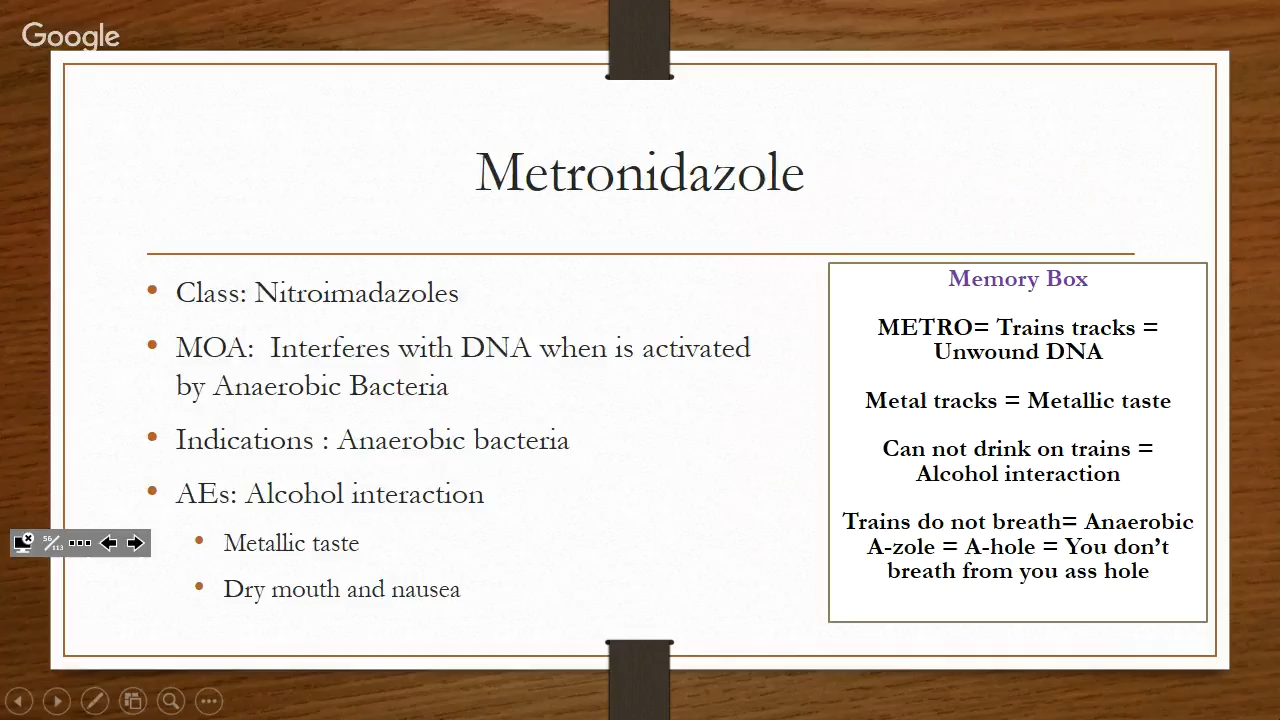 Google
Metronidazole
• Class: Nitroimadazoles
• MOA: Interferes with DNA when is activated
by Anaerobic Bacteria
• Indications : Anaerobic bacteria
• AEs: Alcohol interaction
• Metallic taste
• Dry mouth and nausea
Memory Box
METRO= Trains tracks =
Unwound DNA
Metal tracks = Metallic taste
Can not drink on trains =
Alcohol interaction
Trains do not breath= Anaerobic
A-zole = A-hole = You don’t
breath from you ass hole
56/113